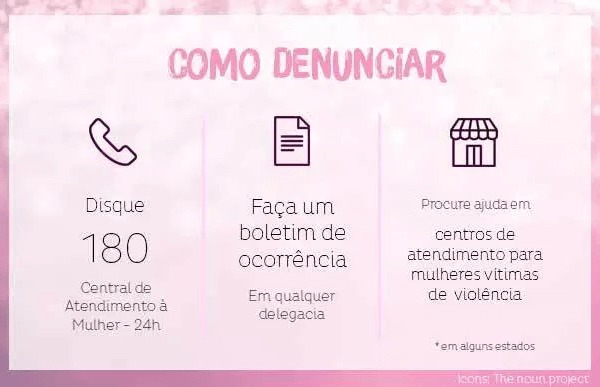 COMO DENUNCIAR
Disque
180
Central de
Atendimento à
Mulher - 24h
Faça um
boletim de
ocorrência
Em qualquer
delegacia
Procure ajuda em
centros de
atendimento para
mulheres vítimas
de violência
* em alguns estados
Icons: The noun project